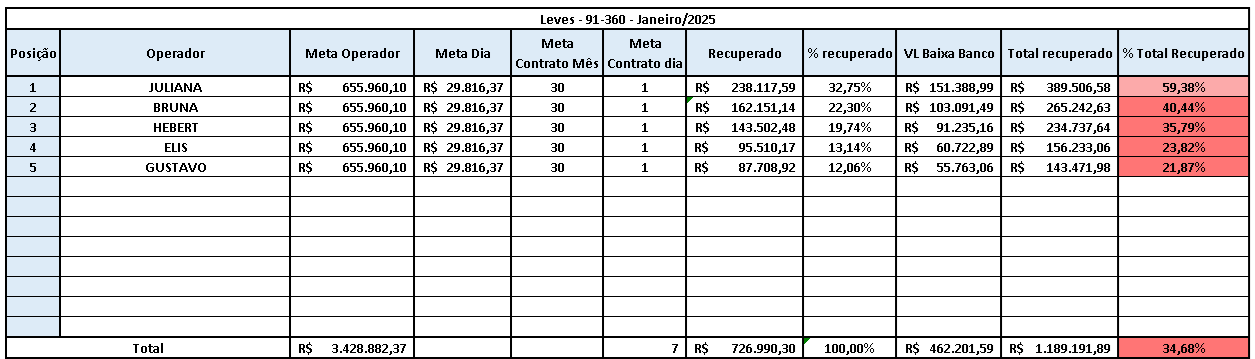 Leves - 91-360 - Janeiro/2025
Posição Operador Meta Operador Meta Dia Meta Contrato Mês Meta Contrato dia Recuperado % recuperado VL Baixa Banco Total recuperado % Total Recuperado
1 JULIANA R$ 655.960,10 R$ 29.816,37 30 1 R$ 238.117,59 32,75% R$ 151.388,99 R$ 389.506,58 59,38%
2 BRUNA R$ 655.960,10 R$ 29.816,37 30 1 R$ 162.151,14 22,30% R$ 103.091,49 R$ 265.242,63 40,44%
3 HEBERT R$ 655.960,10 R$ 29.816,37 30 1 R$ 143.502,48 19,74% R$ 91.235,16 R$ 234.737,64 35,79%
4 ELIS R$ 655.960,10 R$ 29.816,37 30 1 R$ 95.510,17 13,14% R$ 60.722,89 R$ 156.233,06 23,82%
5 GUSTAVO R$ 655.960,10 R$ 29.816,37 30 1 R$ 87.708,92 12,06% R$ 55.763,06 R$ 143.471,98 21,87%
Total R$ 3.428.882,37 7 R$ 726.990,30 100,00% R$ 462.201,59 R$ 1.189.191,89 34,68%